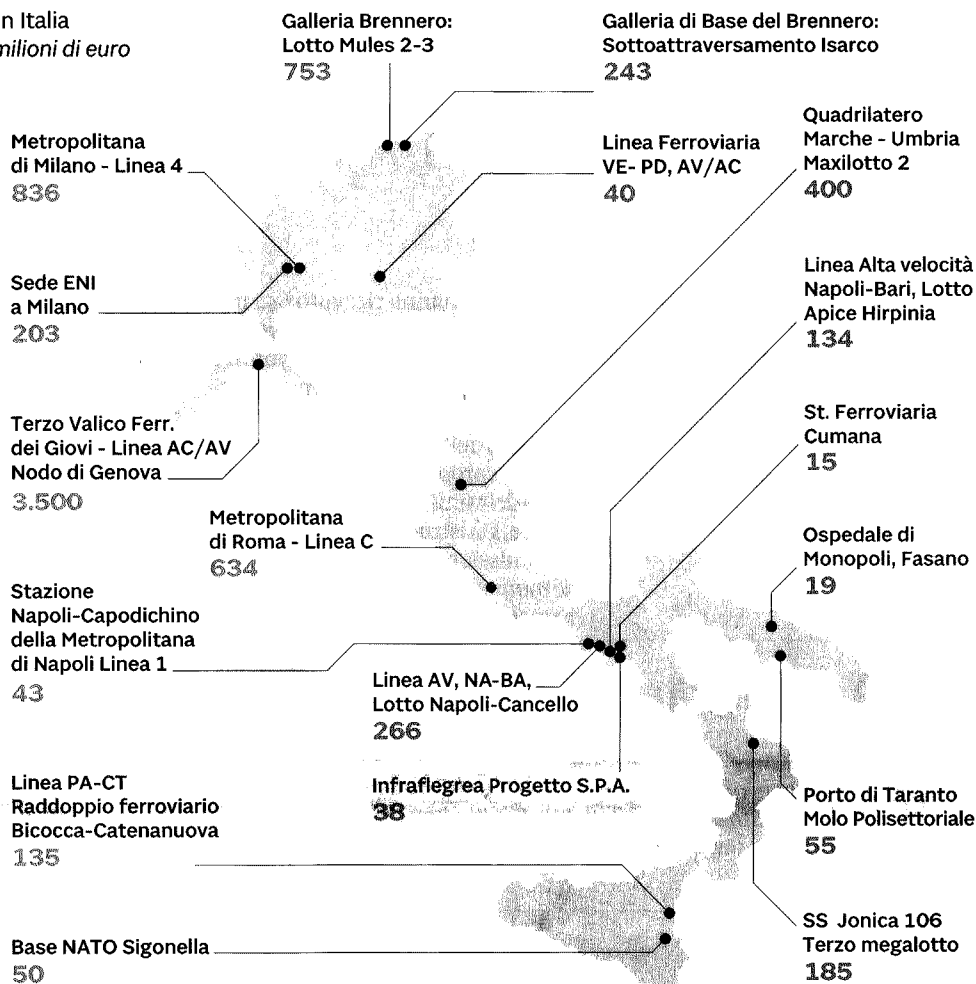 n Italia
milioni di euro
Galleria Brennero:
Lotto Mules 2-3
753
Galleria di Base del Brennero:
Sottoattraversamento Isarco
243
Metropolitana
di Milano - Linea 4
836
Linea Ferroviaria
VE- PD, AV/AC
40
Quadrilatero
Marche - Umbria
Maxilotto 2
400
Sede ENI
a Milano
203
Linea Alta velocità
Napoli-Bari, Lotto
Apice Hirpinia
134
Terzo Valico Ferr.
dei Giovi - Linea AC/AV
Nodo di Genova
3.500
St. Ferroviaria
Cumana
15
Metropolitana
di Roma - Linea C
634
Ospedale di
Monopoli, Fasano
19
Stazione
Napoli-Capodichino
della Metropolitana
di Napoli Linea 1
43
Linea AV, NA-BA,
Lotto Napoli-Cancello
266
Linea PA-CT
Raddoppio ferroviario
Bicocca-Catenanuova
135
Infraflegrea Progetto S.P.A.
38
Porto di Taranto
Molo Polisettoriale
55
Base NATO Sigonella
50
SS Jonica 106
Terzo megalotto
185